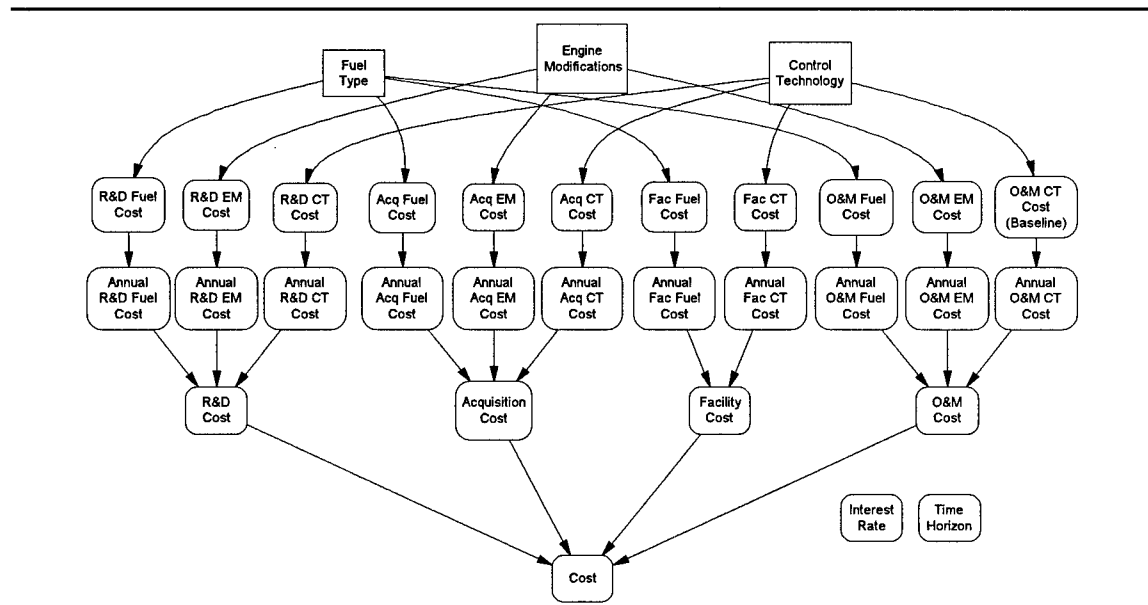 Fuel
Type
Engine
Modifications
Control
Technology
R&D Fuel
Cost
R&D EM
Cost
R&D CT
Cost
Acq Fuel
Cost
Acq EM
Cost
Acq CT
Cost
Fac Fuel
Cost
Fac CT
Cost
O&M Fuel
Cost
O&M EM
Cost
O&M CT
Cost
(Baseline)
Annual
R&D Fuel
Cost
Annual
R&D EM
Cost
Annual
R&D CT
Cost
Annual
Acq Fuel
Cost
Annual
Acq EM
Cost
Annual
Acq CT
Cost
Annual
Fac Fuel
Cost
Annual
Fac CT
Cost
Annual
O&M Fuel
Cost
Annual
O&M EM
Cost
Annual
O&M CT
Cost
R&D
Cost
Acquisition
Cost
Facility
Cost
O&M
Cost
Interest
Rate
Time
Horizon
Cost